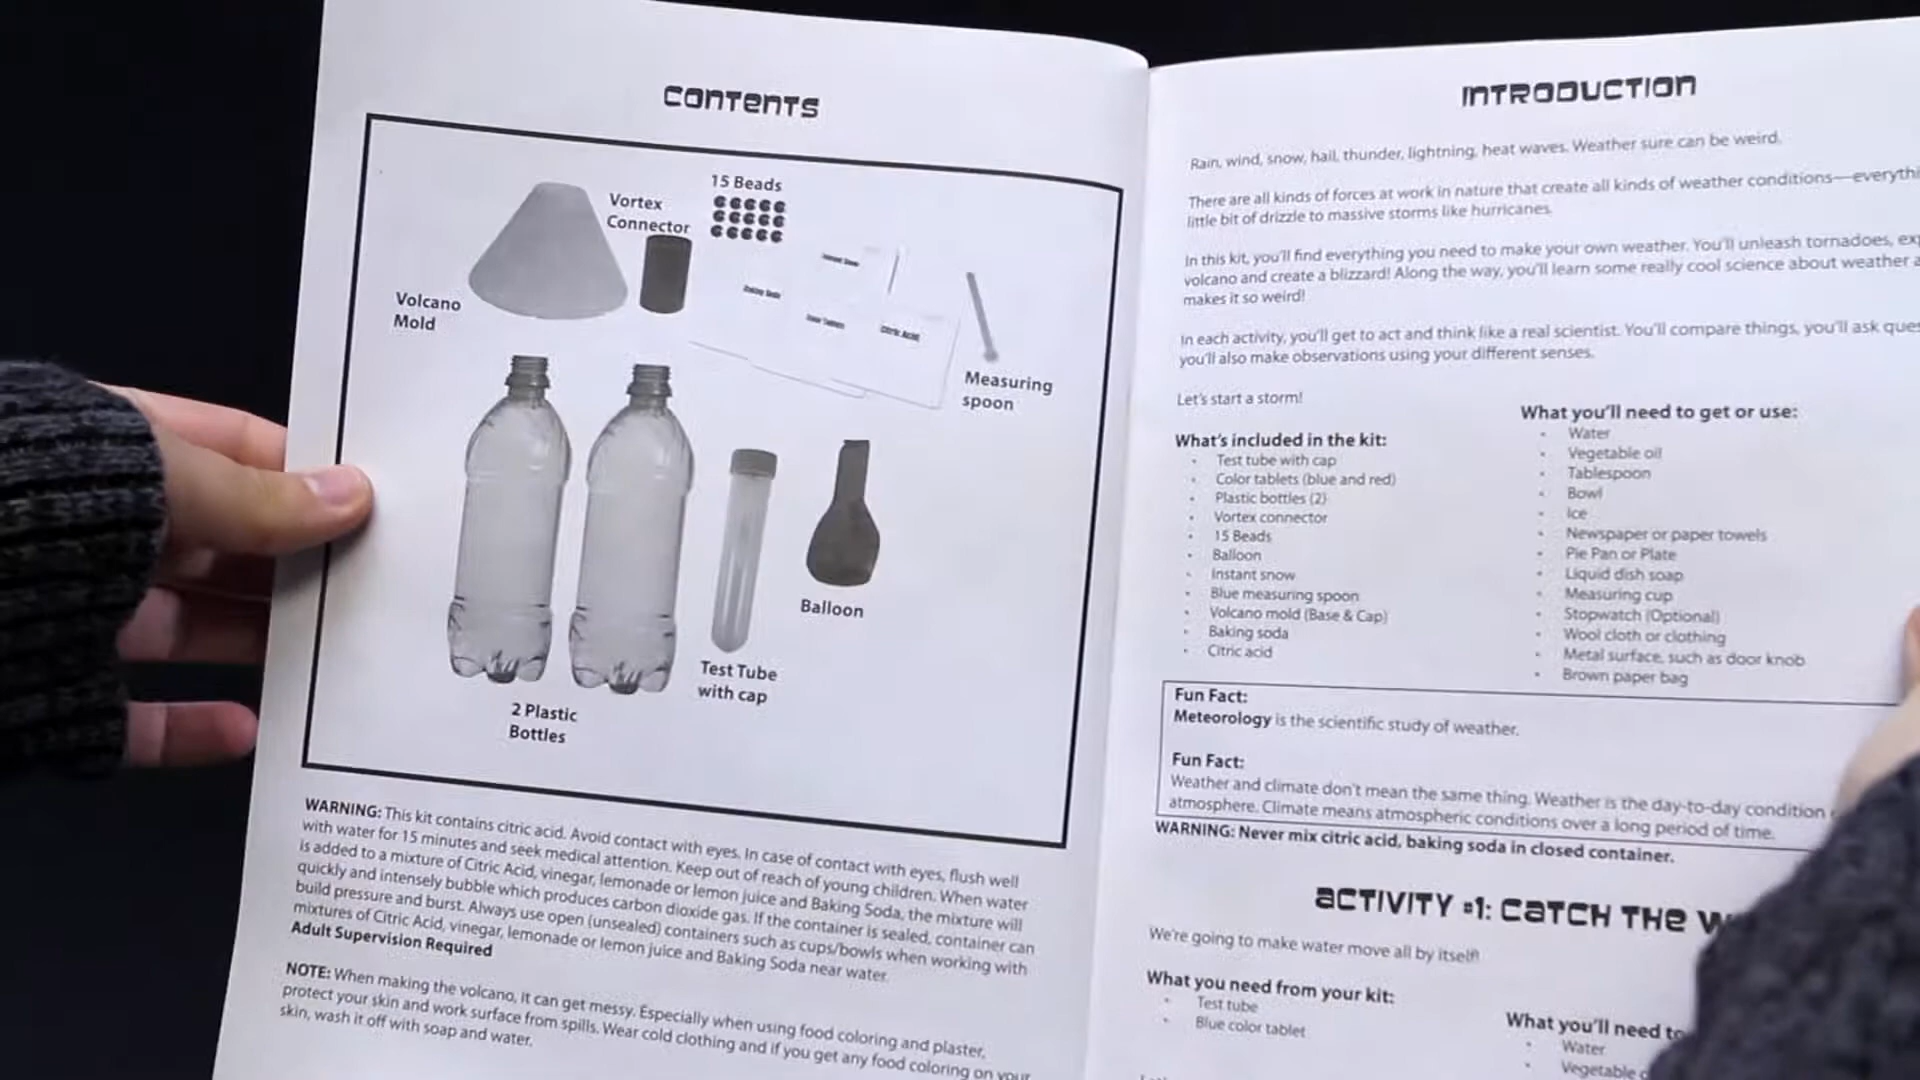 CONTENTS
15 Beads
Vortex
Connector
Volcano
Mold
Instant Snow
Baking Soda
Color Tablets
Citric Acid
Measuring
spoon
Balloon
Test Tube
with cap
2 Plastic
Bottles
WARNING: This kit contains citric acid. Avoid contact with eyes. In case of contact with eyes, flush well
with water for 15 minutes and seek medical attention. Keep out of reach of young children. When water
is added to a mixture of Citric Acid, vinegar, lemonade or lemon juice and Baking Soda, the mixture will
quickly and intensely bubble which produces carbon dioxide gas. If the container is sealed, container can
build pressure and burst. Always use open (unsealed) containers such as cups/bowls when working with
mixtures of Citric Acid, vinegar, lemonade or lemon juice and Baking Soda near water.
Adult Supervision Required
NOTE: When making the volcano, it can get messy. Especially when using food coloring and plaster,
protect your skin and work surface from spills. Wear cold clothing and if you get any food coloring on your
skin, wash it off with soap and water.
INTRODUCTION
Rain, wind, snow, hail, thunder, lightning, heat waves. Weather sure can be weird.
There are all kinds of forces at work in nature that create all kinds of weather conditions—everythi
little bit of drizzle to massive storms like hurricanes.
In this kit, you'll find everything you need to make your own weather. You'll unleash tornadoes, exp
volcano and create a blizzard! Along the way, you'll learn some really cool science about weather a
makes it so weird!
In each activity, you'll get to act and think like a real scientist. You'll compare things, you'll ask ques
you'll also make observations using your different senses.
Let's start a storm!
What's included in the kit:
• Test tube with cap
• Color tablets (blue and red)
• Plastic bottles (2)
• Vortex connector
• 15 Beads
• Balloon
• Instant snow
• Blue measuring spoon
• Volcano mold (Base & Cap)
• Baking soda
• Citric acid
What you'll need to get or use:
• Water
• Vegetable oil
• Tablespoon
• Bowl
• Ice
• Newspaper or paper towels
• Pie Pan or Plate
• Liquid dish soap
• Measuring cup
• Stopwatch (Optional)
• Wool cloth or clothing
• Metal surface, such as door knob
• Brown paper bag
Fun Fact:
Meteorology is the scientific study of weather.
Fun Fact:
Weather and climate don't mean the same thing. Weather is the day-to-day condition
atmosphere. Climate means atmospheric conditions over a long period of time.
WARNING: Never mix citric acid, baking soda in closed container.
ACTIVITY #1: CATCH THE W
We're going to make water move all by itself!
What you need from your kit:
• Test tube
• Blue color tablet
What you'll need to
• Water
• Vegetable o